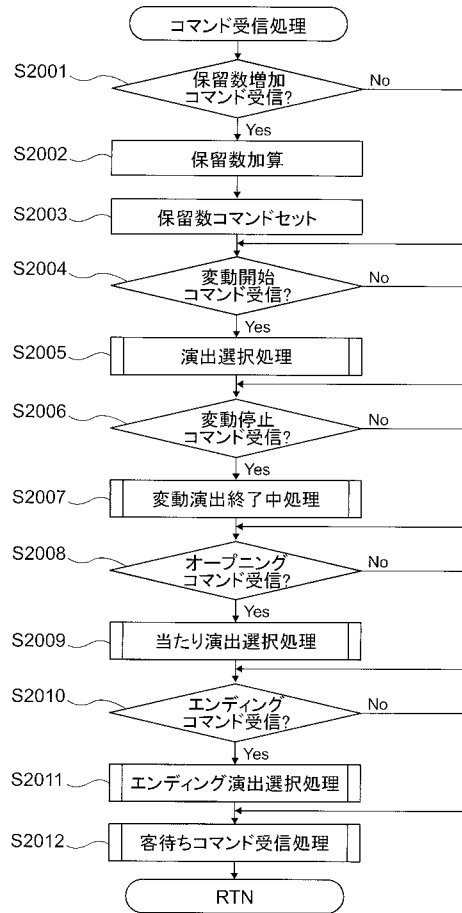 コマンド受信処理
S2001
保留数増加
コマンド受信?
No
Yes
S2002
保留数加算
S2003
保留数コマンドセット
S2004
変動開始
コマンド受信?
No
Yes
S2005
演出選択処理
S2006
変動停止
コマンド受信?
No
Yes
S2007
変動演出終了中処理
S2008
オープニング
コマンド受信?
No
Yes
S2009
当たり演出選択処理
S2010
エンディング
コマンド受信?
No
Yes
S2011
エンディング演出選択処理
S2012
客待ちコマンド受信処理
RTN